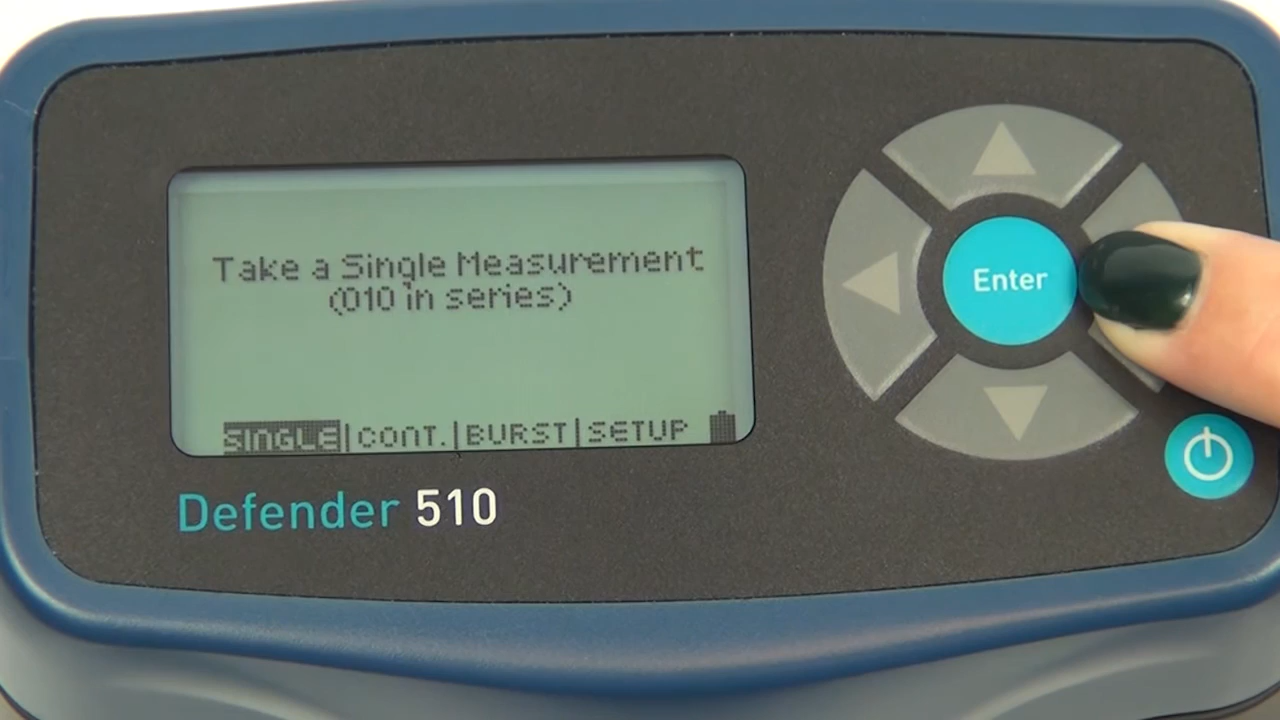 Take a Single Measurement
(010 in series)
SINGLE|CONT.|BURST|SETUP
Enter
Defender 510